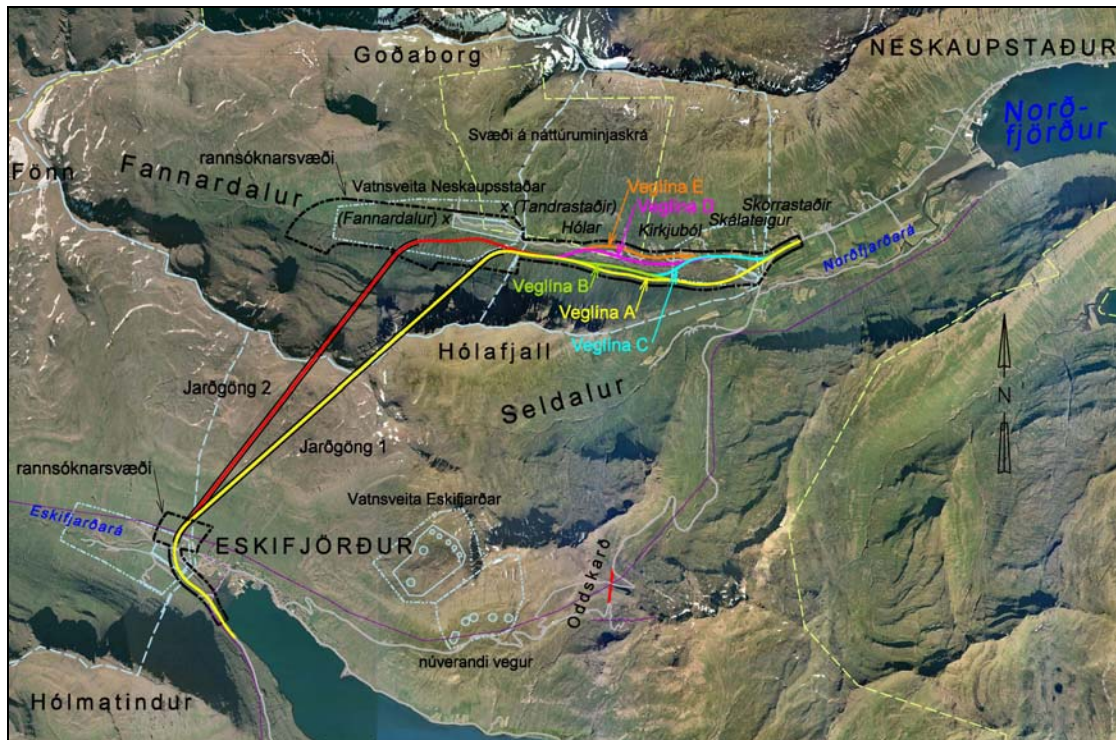 Goðaborg
NESKAUPSTAÐUR
Norð-
fjörður
Svæði á náttúruminjaskrá
rannsóknarsvæði
Fönn
Fannardalur
Vatnsveita Neskaupsstaðar
x (Tandrastaðir)
(Fannardalur) x
Veglína E
Veglína D
Skorrastaðir
Skálateigur
Hólar
Kirkjuból
Norðfjarðará
Veglína B
Veglína A
Veglína C
Hólafjall
Seldalur
N
Jarðgöng 2
Jarðgöng 1
rannsóknarsvæði
Vatnsveita Eskifjarðar
Eskifjarðará
ESKIFJÖRÐUR
Oddskarð
núverandi vegur
Hólmatindur